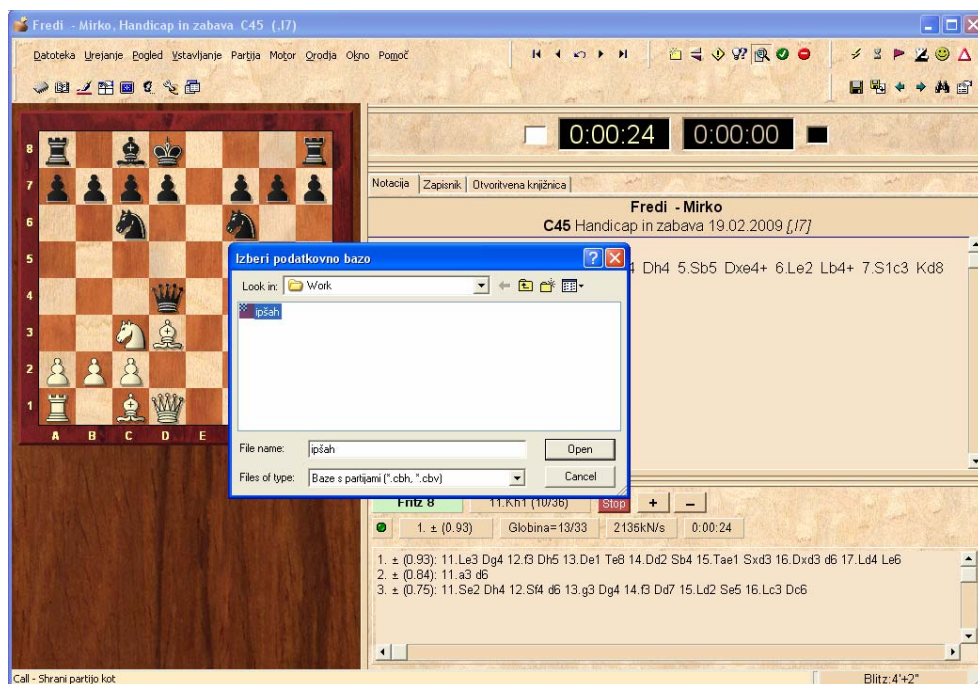 Fredi - Mirko, Handicap in zabava C45 (,I7)
Datoteka Urejanje Pogled Vstavljanje Partija Motor Orodja Okno Pomoč
0:00:24 0:00:00
8
7
6
5
4
3
2
1
A B C D E
Notacija Zapisnik Otvoritvena knjižnica
Fredi - Mirko
C45 Handicap in zabava 19.02.2009 [,I7]
Dh4 5.Sb5 Dxe4+ 6.Le2 Lb4+ 7.S1c3 Kd8
Izberi podatkovno bazo
Look in: Work
ipšah
File name: ipšah Open
Files of type: Baze s partijami (*.cbh, *.cbv) Cancel
Fritz 8 11.Kh1 (10/36) Stop + –
1. ± (0.93) Globina=13/33 2136kN/s 0:00:24
1. ± (0.93): 11.Le3 Dg4 12.f3 Dh5 13.De1 Te8 14.Dd2 Sb4 15.Tae1 Sxd3 16.Dxd3 d6 17.Ld4 Le6
2. ± (0.84): 11.a3 d6
3. ± (0.75): 11.Se2 Dh4 12.Sf4 d6 13.g3 Dg4 14.f3 Dd7 15.Ld2 Se5 16.Lc3 Dc6
Call - Shrani partijo kot Blitz:4'+2"